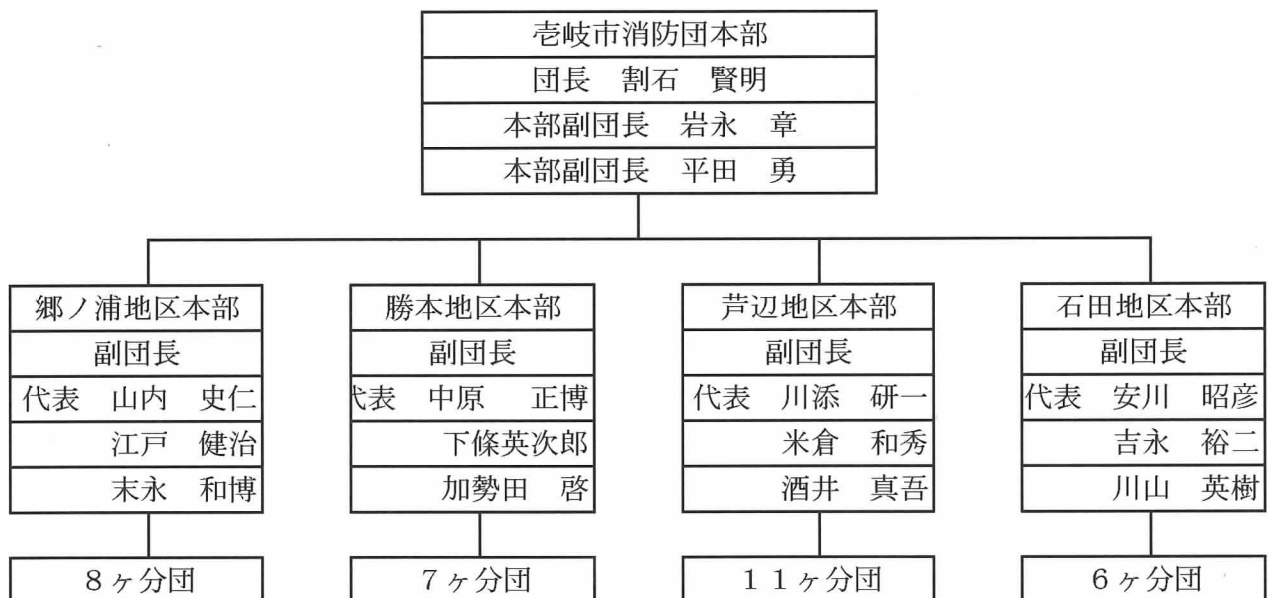 壱岐市消防団本部
団長　割石　賢明
本部副団長　岩永　章
本部副団長　平田　勇
郷ノ浦地区本部
副団長
代表　山内　史仁
江戸　健治
末永　和博
8ヶ分団
勝本地区本部
副団長
代表　中原　正博
下條英次郎
加勢田　啓
7ヶ分団
芦辺地区本部
副団長
代表　川添　研一
米倉　和秀
酒井　真吾
11ヶ分団
石田地区本部
副団長
代表　安川　昭彦
吉永　裕二
川山　英樹
6ヶ分団